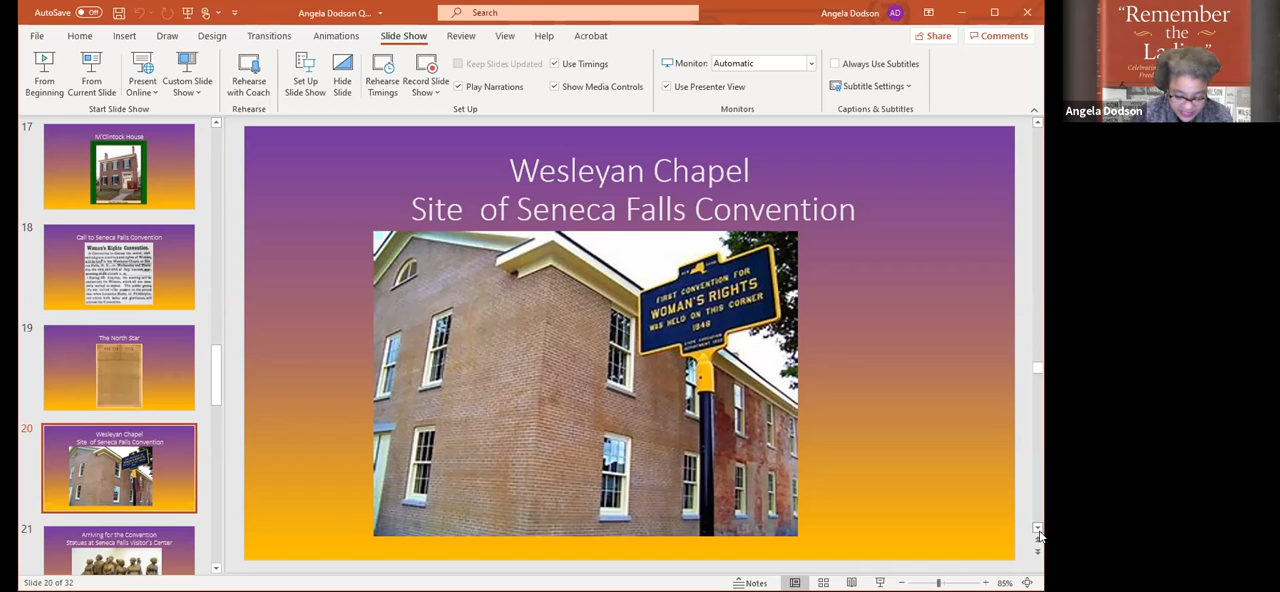 AutoSave
Off
Angela Dodson Q...
Search
Angela Dodson
AD
File
Home
Insert
Draw
Design
Transitions
Animations
Slide Show
Review
View
Help
Acrobat
Share
Comments
From Beginning
From Current Slide
Present Online
Custom Slide Show
Start Slide Show
Rehearse with Coach
Rehearse
Set Up Slide Show
Hide Slide
Rehearse Timings
Record Slide Show
Keep Slides Updated
Play Narrations
Use Timings
Show Media Controls
Set Up
Monitor:
Automatic
Use Presenter View
Monitors
Always Use Subtitles
Subtitle Settings
Captions & Subtitles
17
M'Clintock House
18
Call to Seneca Falls Convention
Woman's Rights Convention.
19
The North Star
20
Wesleyan Chapel
Site of Seneca Falls Convention
21
Arriving for the Convention
Statues at Seneca Falls Visitor's Center
Wesleyan Chapel
Site of Seneca Falls Convention
NEW YORK
FIRST CONVENTION FOR
WOMAN'S RIGHTS
WAS HELD ON THIS CORNER
1848
"Remember
the
Angela Dodson
Slide 20 of 32
Notes
85%